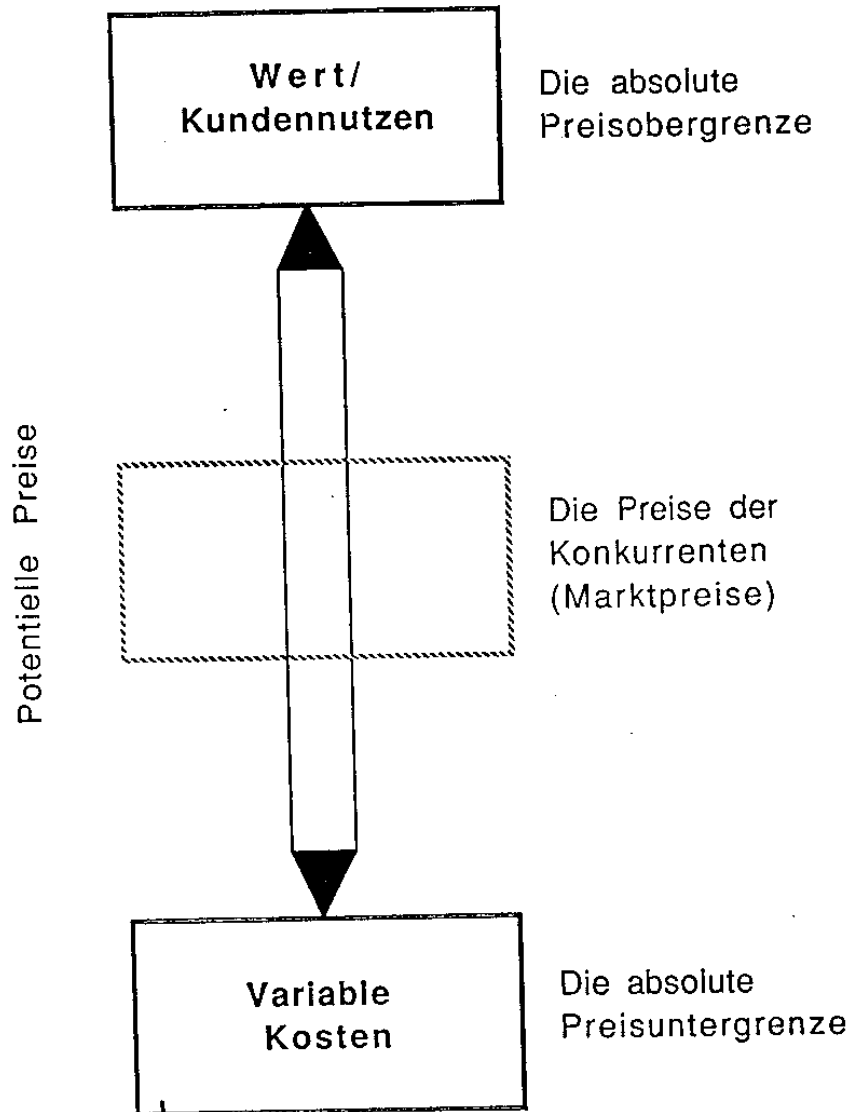 Wert/
Kundennutzen
Die absolute
Preisobergrenze
Potentielle Preise
Die Preise der
Konkurrenten
(Marktpreise)
Variable
Kosten
Die absolute
Preisuntergrenze